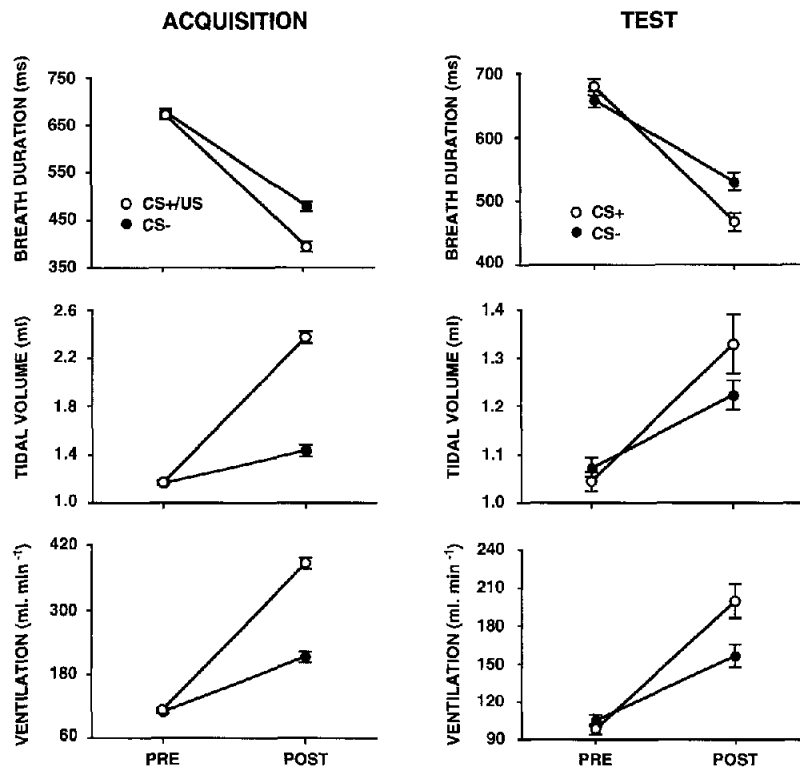 ACQUISITION
BREATH DURATION (ms)
750
650
550
450
350
CS+/US
CS-
TIDAL VOLUME (ml)
2.6
2.2
1.8
1.4
1.0
VENTILATION (ml. min -1)
420
300
180
60
PRE POST
TEST
BREATH DURATION (ms)
700
600
500
400
CS+
CS-
TIDAL VOLUME (ml)
1.4
1.3
1.2
1.1
1.0
VENTILATION (ml. min -1)
240
210
180
150
120
90
PRE POST